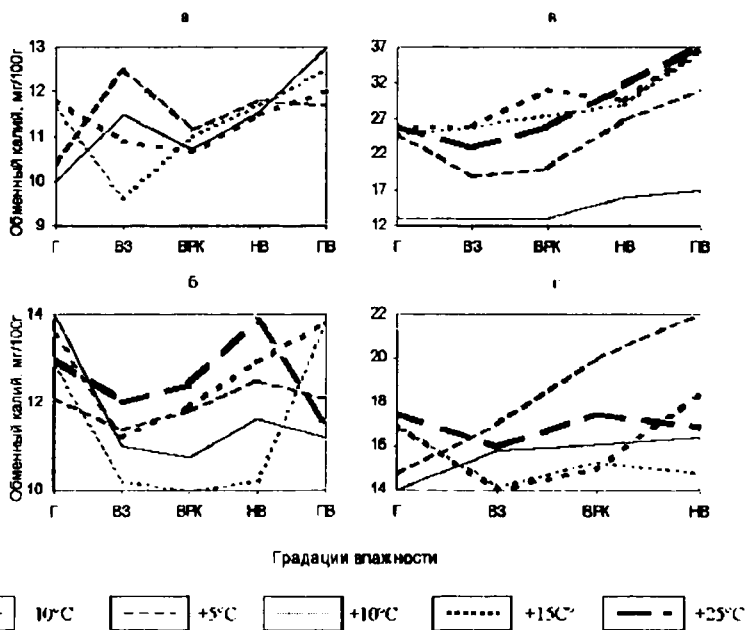 а
в
Обменный калий, мг/100г
13
12
11
10
9
Г ВЗ ВРК НВ ПВ
37
32
27
22
17
12
Г ВЗ ВРК НВ ПВ
б
г
Обменный калий, мг/100г
14
12
10
Г ВЗ ВРК НВ ПВ
22
20
18
16
14
Г ВЗ ВРК НВ
Градации влажности
10°С +5°С +10°С +15С° +25°С